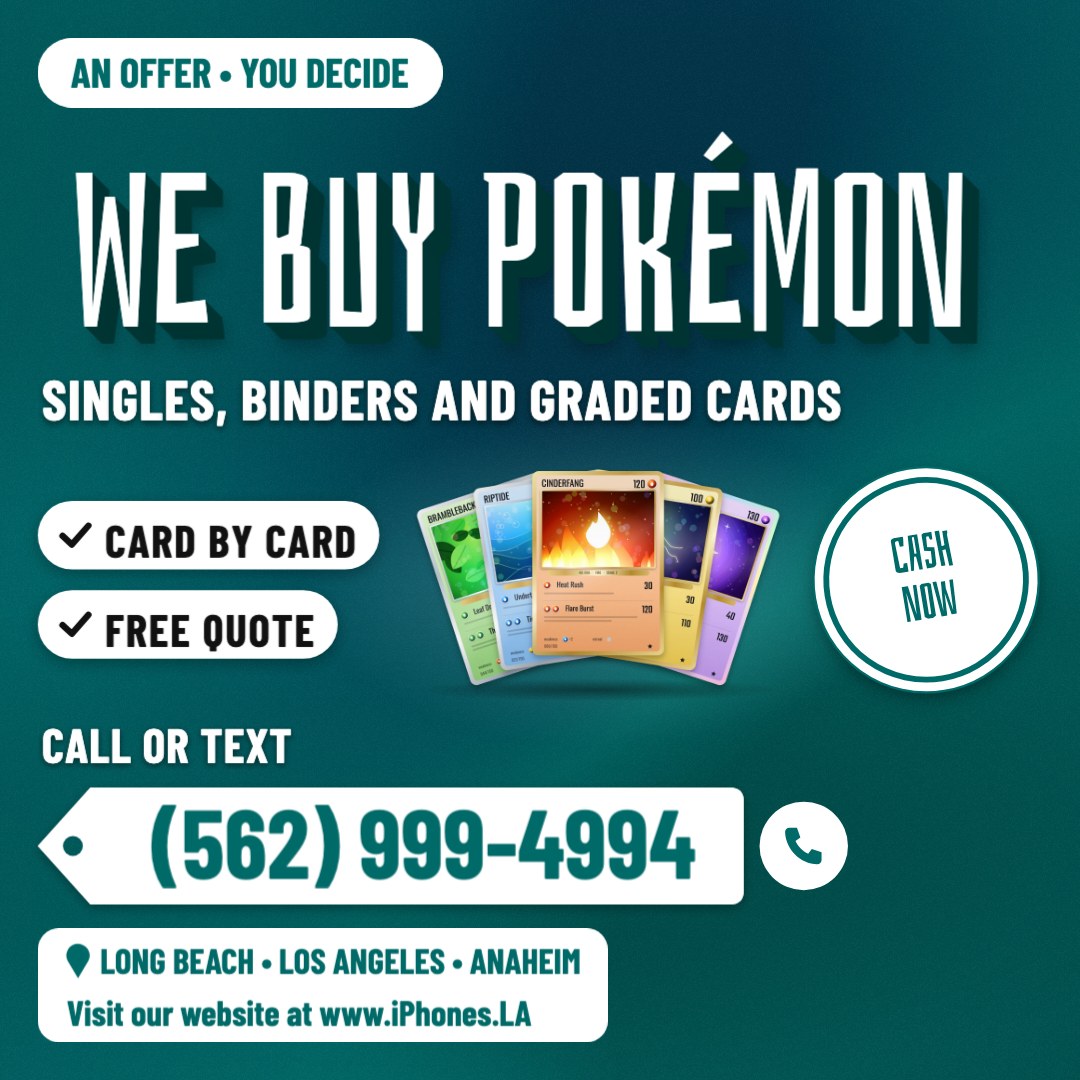 AN OFFER • YOU DECIDE
WE BUY POKÉMON
SINGLES, BINDERS AND GRADED CARDS
CARD BY CARD
FREE QUOTE
BRAMBLEBACK
RIPTIDE
CINDERFANG 120
100
130
Heat Rush 30
Flare Burst 120
30
110
40
130
CASH
NOW
CALL OR TEXT
(562) 999-4994
LONG BEACH • LOS ANGELES • ANAHEIM
Visit our website at www.iPhones.LA